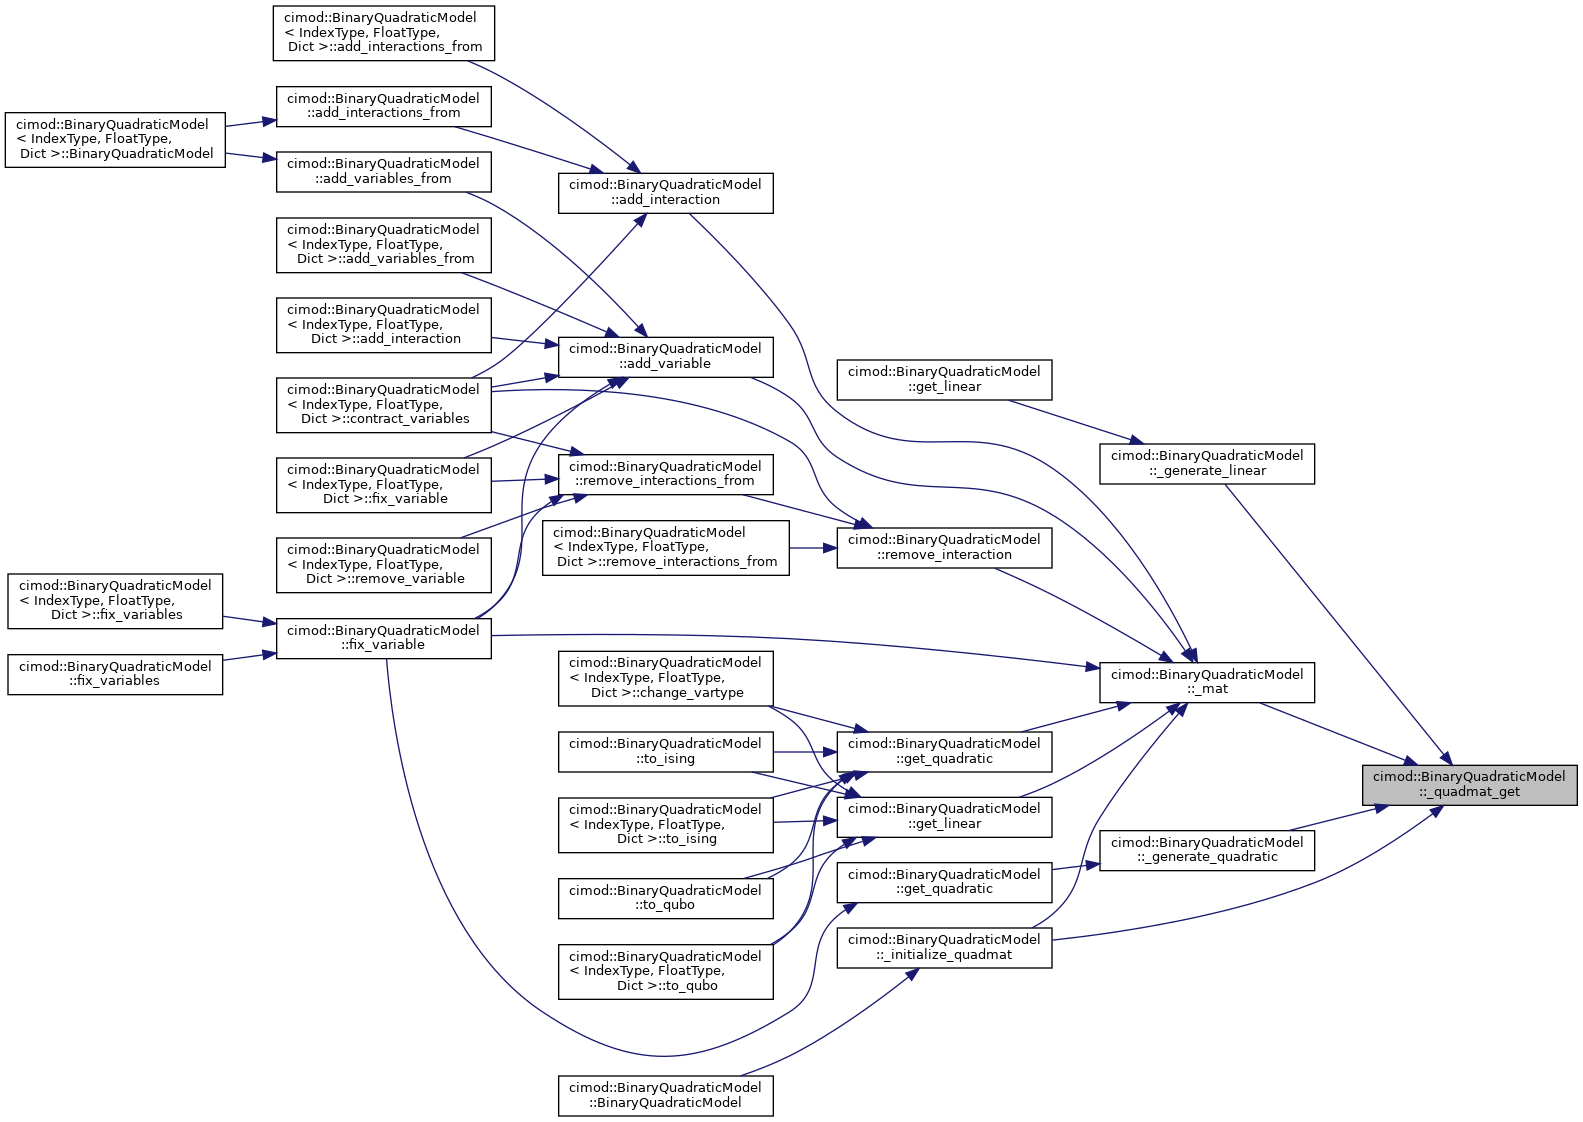 cimod::BinaryQuadraticModel
< IndexType, FloatType,
Dict >::add_interactions_from
cimod::BinaryQuadraticModel
::add_interactions_from
cimod::BinaryQuadraticModel
< IndexType, FloatType,
Dict >::BinaryQuadraticModel
cimod::BinaryQuadraticModel
::add_variables_from
cimod::BinaryQuadraticModel
::add_interaction
cimod::BinaryQuadraticModel
< IndexType, FloatType,
Dict >::add_variables_from
cimod::BinaryQuadraticModel
< IndexType, FloatType,
Dict >::add_interaction
cimod::BinaryQuadraticModel
::add_variable
cimod::BinaryQuadraticModel
::get_linear
cimod::BinaryQuadraticModel
< IndexType, FloatType,
Dict >::contract_variables
cimod::BinaryQuadraticModel
::_generate_linear
cimod::BinaryQuadraticModel
< IndexType, FloatType,
Dict >::fix_variable
cimod::BinaryQuadraticModel
::remove_interactions_from
cimod::BinaryQuadraticModel
< IndexType, FloatType,
Dict >::remove_interactions_from
cimod::BinaryQuadraticModel
::remove_interaction
cimod::BinaryQuadraticModel
< IndexType, FloatType,
Dict >::remove_variable
cimod::BinaryQuadraticModel
< IndexType, FloatType,
Dict >::fix_variables
cimod::BinaryQuadraticModel
::fix_variable
cimod::BinaryQuadraticModel
::fix_variables
cimod::BinaryQuadraticModel
< IndexType, FloatType,
Dict >::change_vartype
cimod::BinaryQuadraticModel
::_mat
cimod::BinaryQuadraticModel
::to_ising
cimod::BinaryQuadraticModel
::get_quadratic
cimod::BinaryQuadraticModel
::_quadmat_get
cimod::BinaryQuadraticModel
< IndexType, FloatType,
Dict >::to_ising
cimod::BinaryQuadraticModel
::get_linear
cimod::BinaryQuadraticModel
::_generate_quadratic
cimod::BinaryQuadraticModel
::to_qubo
cimod::BinaryQuadraticModel
::get_quadratic
cimod::BinaryQuadraticModel
< IndexType, FloatType,
Dict >::to_qubo
cimod::BinaryQuadraticModel
::_initialize_quadmat
cimod::BinaryQuadraticModel
::BinaryQuadraticModel